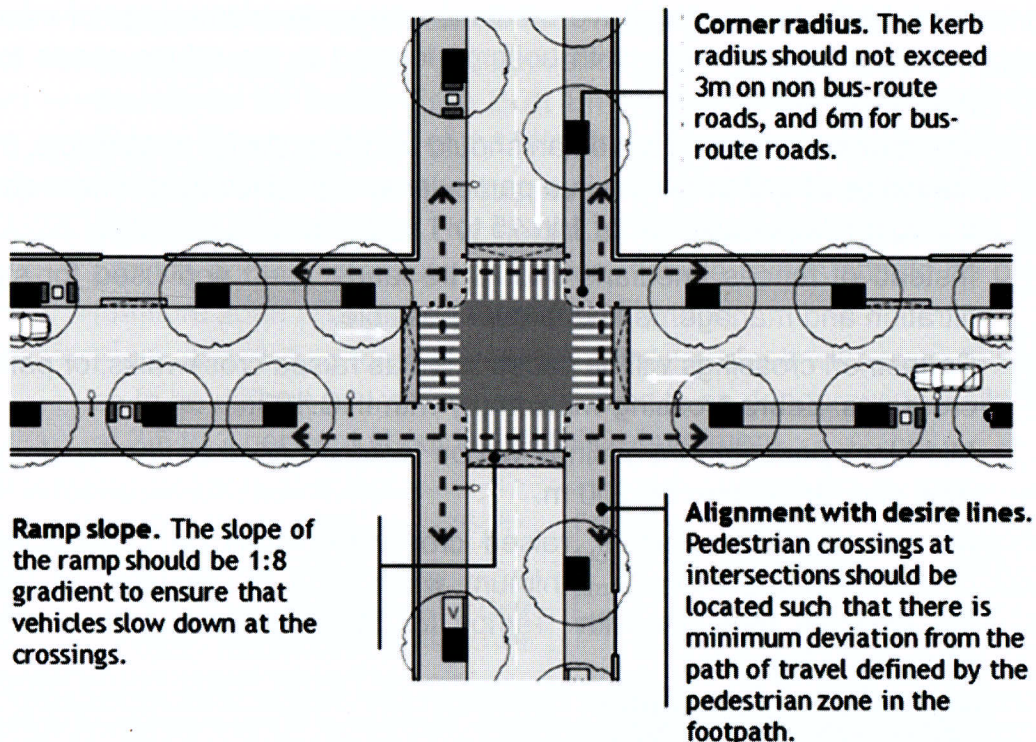 Corner radius. The kerb
radius should not exceed
3m on non bus-route
roads, and 6m for bus-
route roads.
Ramp slope. The slope of
the ramp should be 1:8
gradient to ensure that
vehicles slow down at the
crossings.
Alignment with desire lines.
Pedestrian crossings at
intersections should be
located such that there is
minimum deviation from the
path of travel defined by the
pedestrian zone in the
footpath.
V